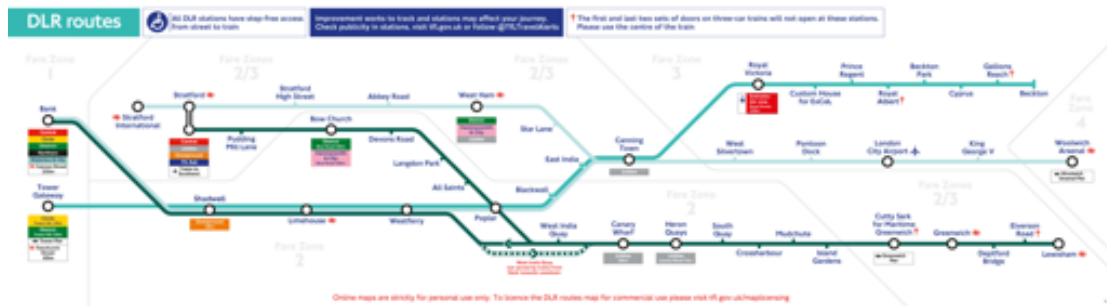 DLR routes
All DLR stations have step-free access
from street to train
Improvement works to track and stations may affect your journey.
Check publicity in stations, visit tfl.gov.uk or follow @TfLTravelAlerts
† The first and last two sets of doors on three-car trains will not open at these stations.
Please use the centre of the train
Fare Zone
1
Fare Zones
2/3
Fare Zones
2/3
Fare Zone
3
Fare Zone
4
Bank
Stratford
International
Stratford
Stratford
High Street
Abbey Road
West Ham
Star Lane
Canning
Town
Royal
Victoria
Custom House
for ExCeL
Prince
Regent
Royal
Albert †
Beckton
Park
Cyprus
Gallions
Reach †
Beckton
Pudding
Mill Lane
Bow Church
Devons Road
Langdon Park
All Saints
East India
Blackwall
West
Silvertown
Pontoon
Dock
London
City Airport
King
George V
Woolwich
Arsenal
Tower
Gateway
Shadwell
Limehouse
Westferry
Poplar
West India
Quay
Canary
Wharf
Heron
Quays
South
Quay
Crossharbour
Mudchute
Island
Gardens
Cutty Sark
for Maritime
Greenwich †
Greenwich
Deptford
Bridge
Elverson
Road †
Lewisham
Fare Zone
2
Fare Zone
2
Fare Zones
2/3
Online maps are strictly for personal use only. To licence the DLR routes map for commercial use please visit tfl.gov.uk/maplicensing